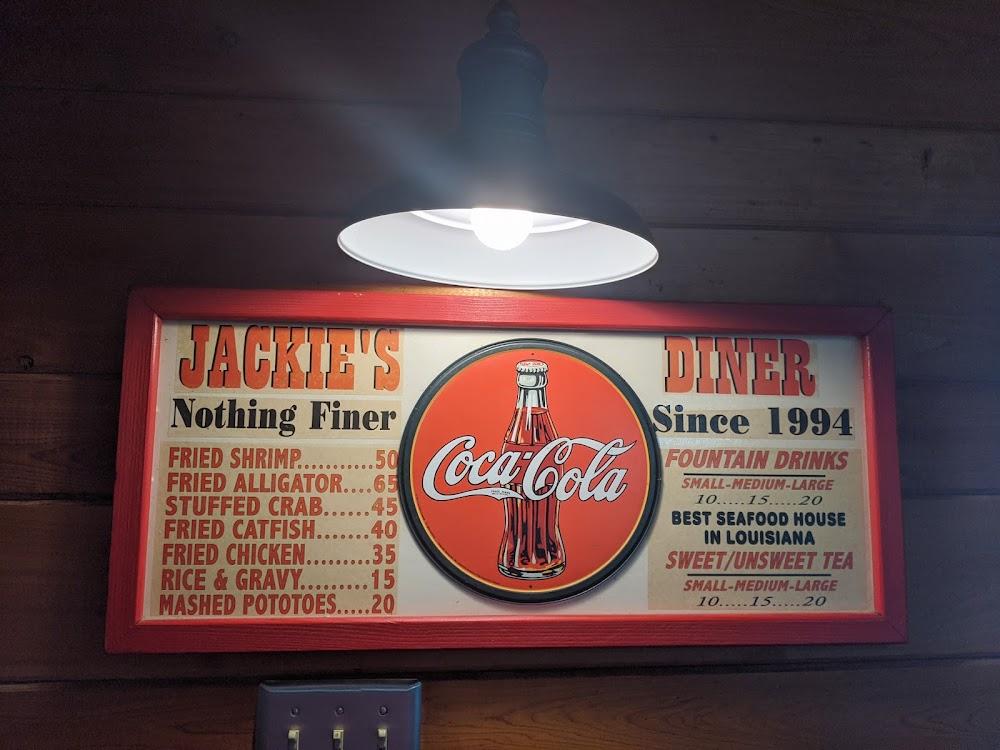 JACKIE'S
Nothing Finer
FRIED SHRIMP...........50
FRIED ALLIGATOR....65
STUFFED CRAB......45
FRIED CATFISH.........40
FRIED CHICKEN..........35
RICE & GRAVY..........15
MASHED POTOTOES.....20
Coca-Cola
DINER
Since 1994
FOUNTAIN DRINKS
SMALL-MEDIUM-LARGE
10.....15.....20
BEST SEAFOOD HOUSE
IN LOUISIANA
SWEET/UNSWEET TEA
SMALL-MEDIUM-LARGE
10.....15.....20